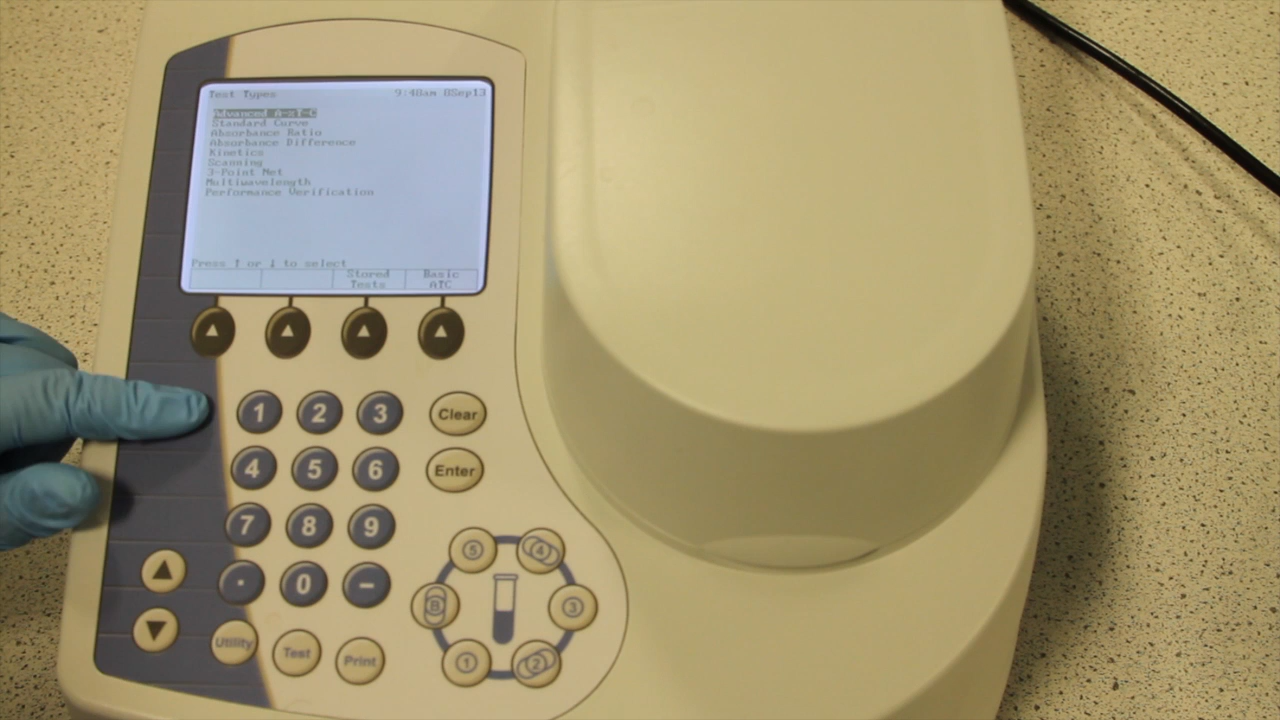 Test Types 9:48am 8Sep13
Advanced A-%T-C
Standard Curve
Absorbance Ratio
Absorbance Difference
Kinetics
Scanning
3-Point Net
Multiwavelength
Performance Verification
Press ↑ or ↓ to select
Stored Tests
Basic ATC
1 2 3 Clear
4 5 6 Enter
7 8 9
. 0 -
Utility Test Print
5 4
B 3
1 2